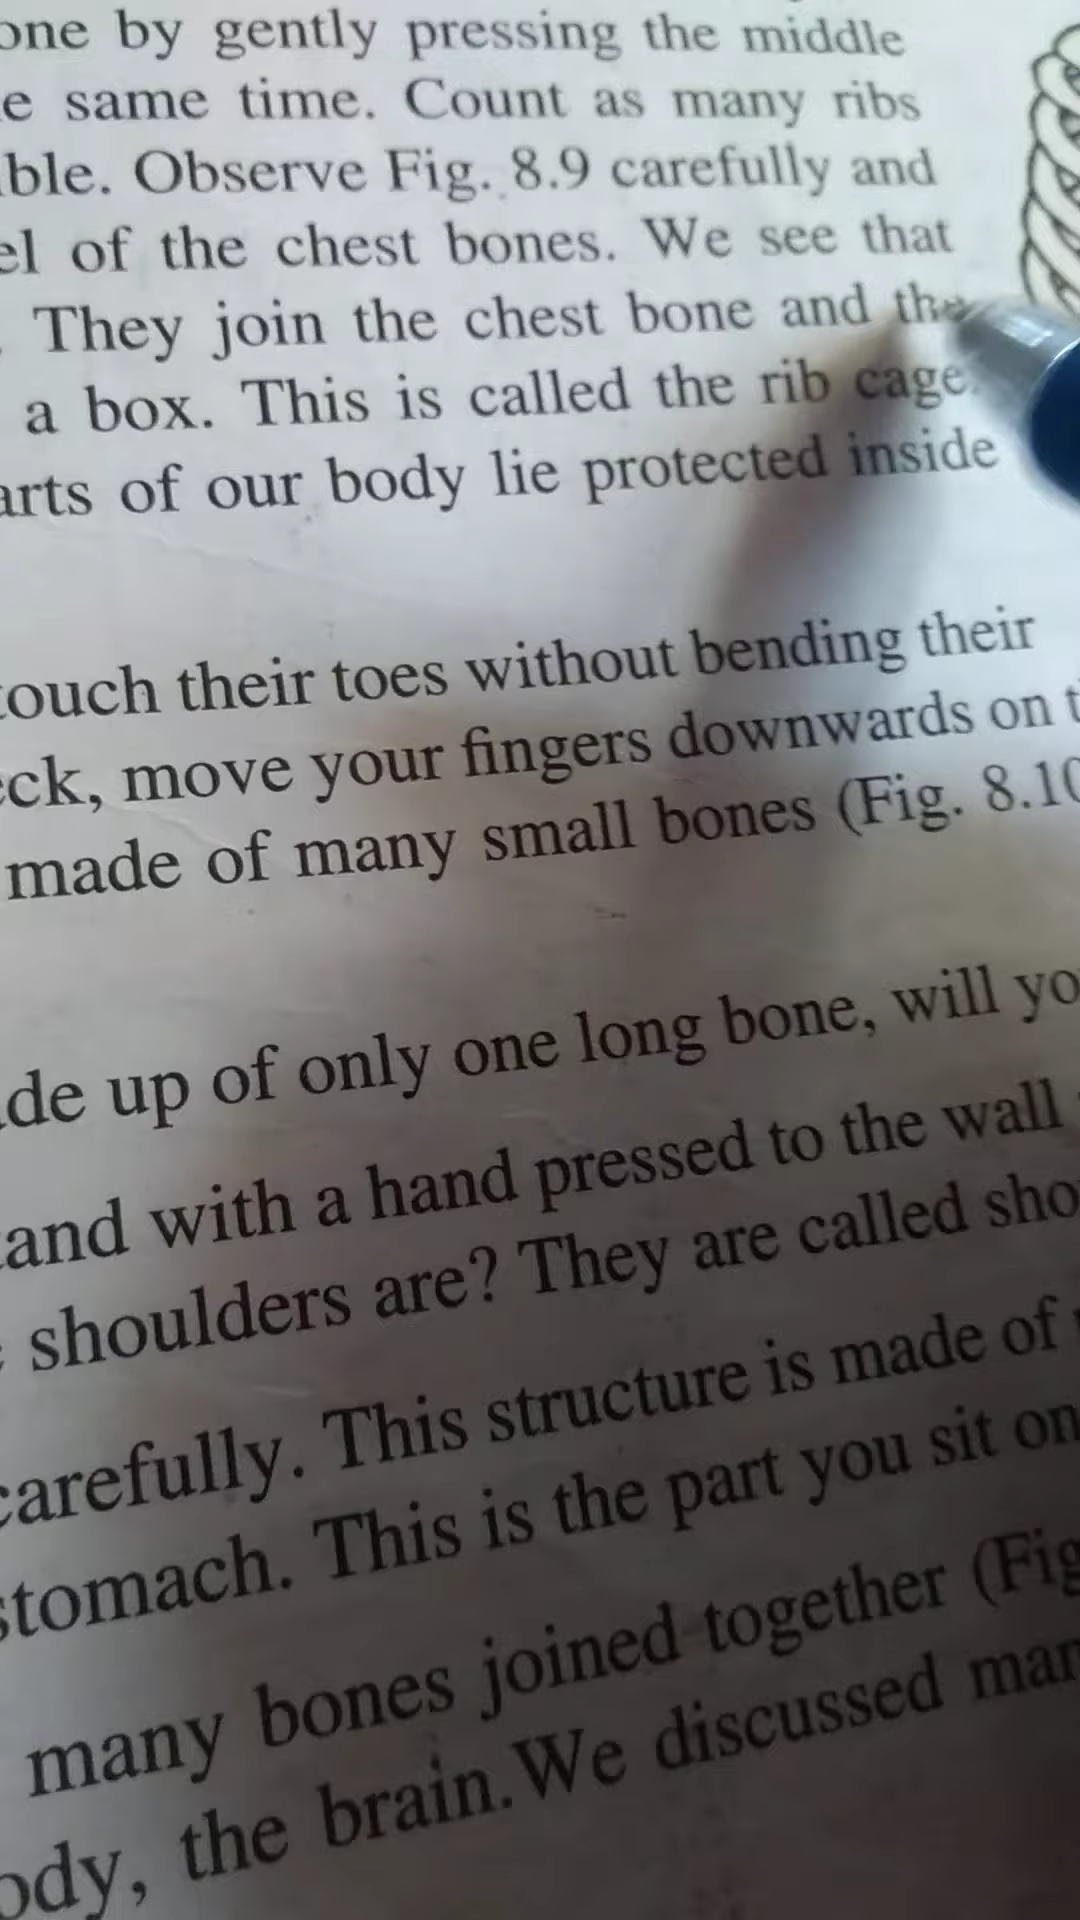 one by gently pressing the middle
e same time. Count as many ribs
ble. Observe Fig. 8.9 carefully and
el of the chest bones. We see that
. They join the chest bone and the
a box. This is called the rib cage.
arts of our body lie protected inside
touch their toes without bending their
eck, move your fingers downwards on t
made of many small bones (Fig. 8.10
de up of only one long bone, will yo
and with a hand pressed to the wall
shoulders are? They are called sho
carefully. This structure is made of
stomach. This is the part you sit on
many bones joined together (Fig
ody, the brain. We discussed man